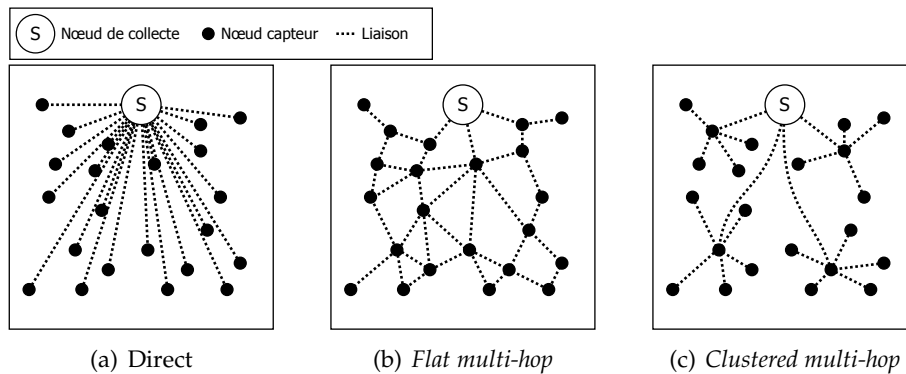 S Nœud de collecte Nœud capteur Liaison
S S S
(a) Direct (b) Flat multi-hop (c) Clustered multi-hop